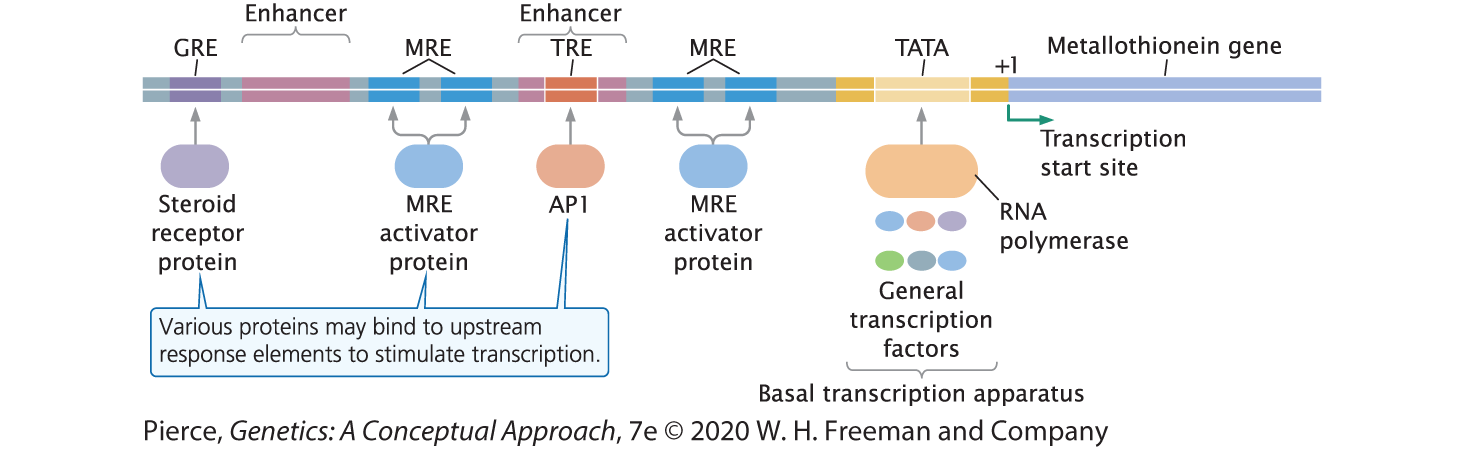 Enhancer
Enhancer
GRE
MRE
TRE
MRE
TATA
+1
Metallothionein gene
Transcription
start site
Steroid
receptor
protein
MRE
activator
protein
AP1
MRE
activator
protein
RNA
polymerase
General
transcription
factors
Basal transcription apparatus
Various proteins may bind to upstream
response elements to stimulate transcription.
Pierce, Genetics: A Conceptual Approach, 7e © 2020 W. H. Freeman and Company